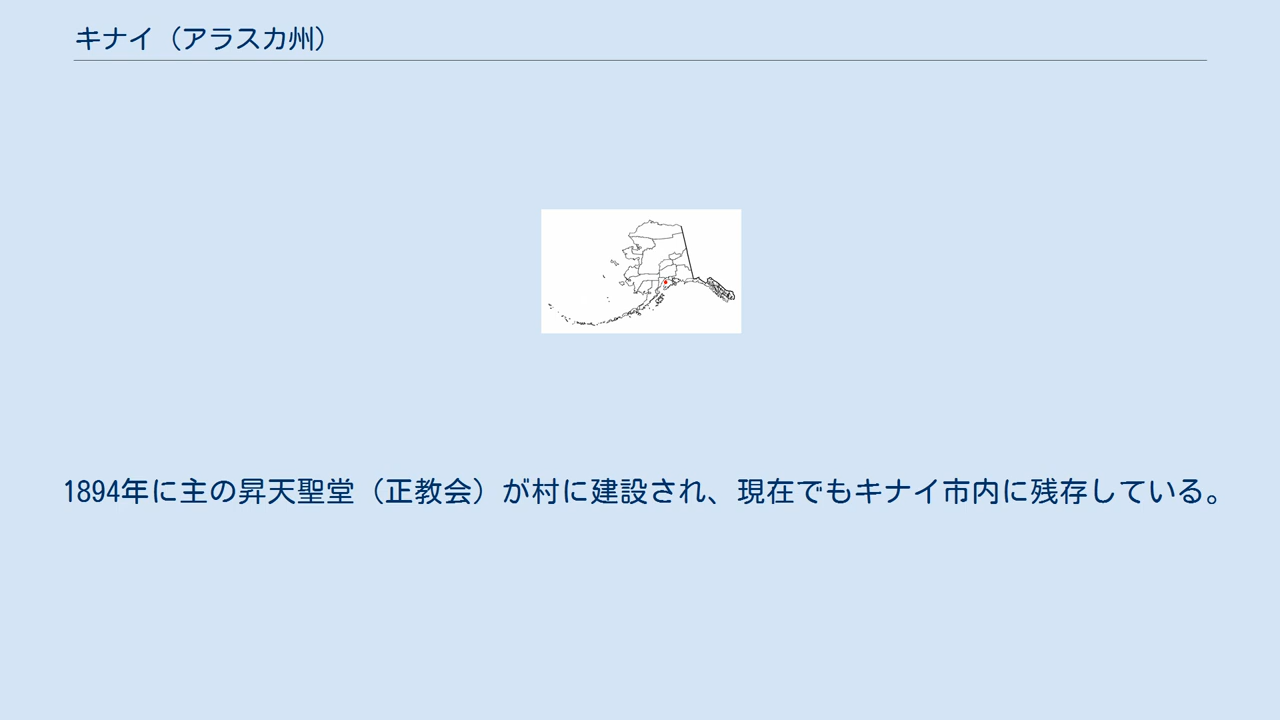 キナイ（アラスカ州）
1894年に主の昇天聖堂（正教会）が村に建設され、現在でもキナイ市内に残存している。